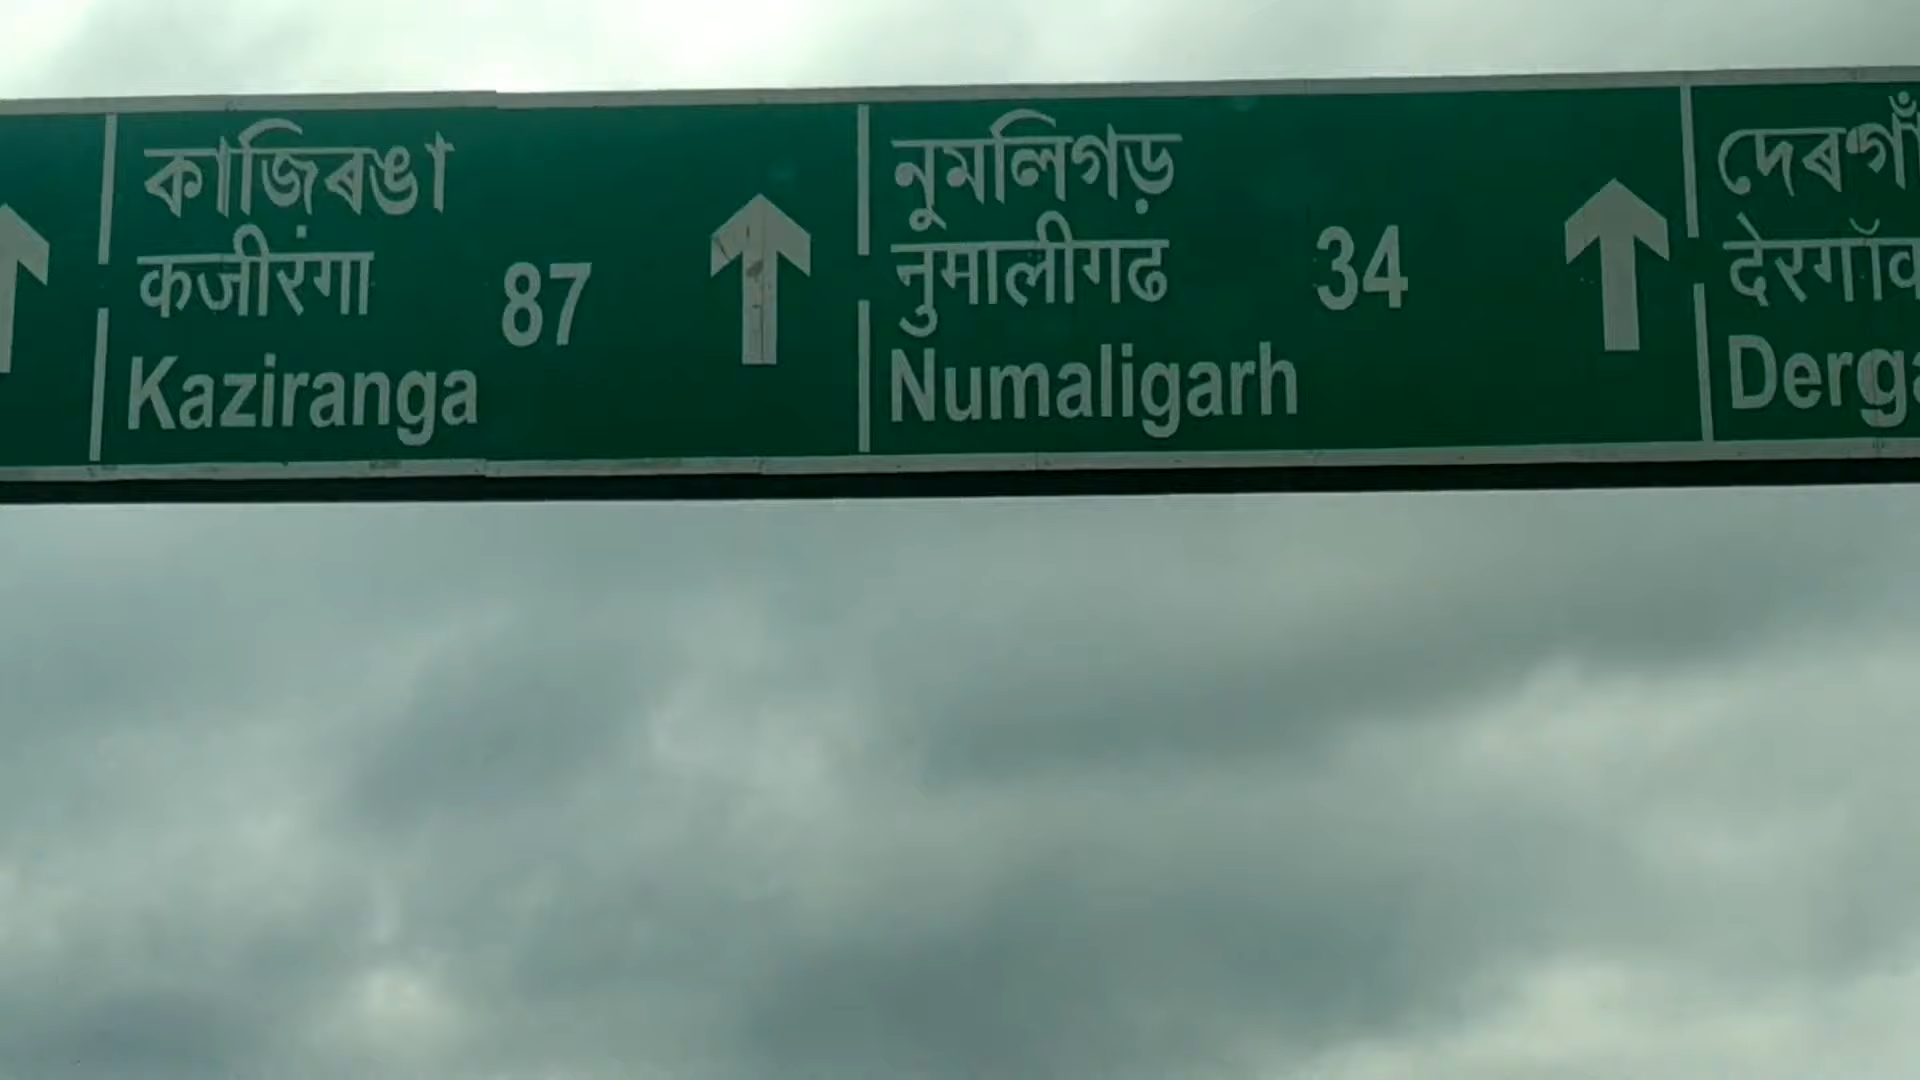 কাজিৰঙা
कजीरंगा
87
Kaziranga
নুমলিগড়
नुमालीगढ
34
Numaligarh